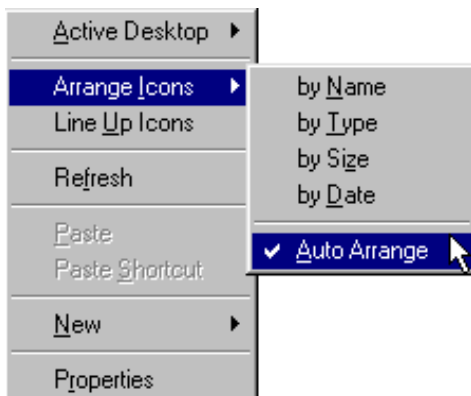 Active Desktop
Arrange Icons
Line Up Icons
Refresh
Paste
Paste Shortcut
New
Properties
by Name
by Type
by Size
by Date
Auto Arrange